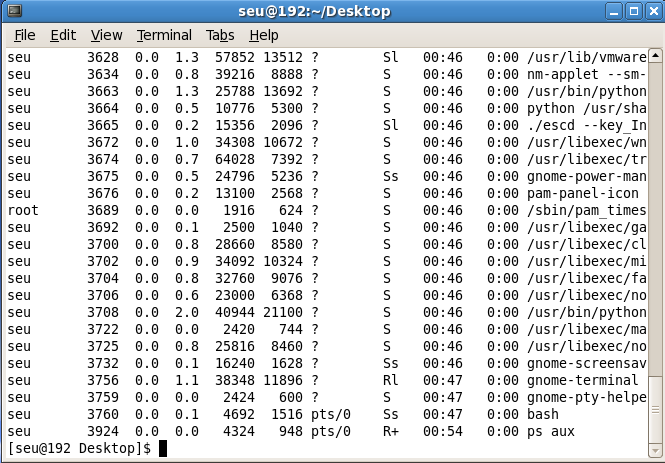 seu@192:~/Desktop
File Edit View Terminal Tabs Help
seu 3628 0.0 1.3 57852 13512 ? Sl 00:46 0:00 /usr/lib/vmware
seu 3634 0.0 0.8 39216 8888 ? S 00:46 0:00 nm-applet --sm-
seu 3663 0.0 1.3 25788 13692 ? S 00:46 0:00 /usr/bin/python
seu 3664 0.0 0.5 10776 5300 ? S 00:46 0:00 python /usr/sha
seu 3665 0.0 0.2 15356 2096 ? Sl 00:46 0:00 ./escd --key_In
seu 3672 0.0 1.0 34308 10672 ? S 00:46 0:00 /usr/libexec/wn
seu 3674 0.0 0.7 64028 7392 ? S 00:46 0:00 /usr/libexec/tr
seu 3675 0.0 0.5 24796 5236 ? Ss 00:46 0:00 gnome-power-man
seu 3676 0.0 0.2 13100 2568 ? S 00:46 0:00 pam-panel-icon
root 3689 0.0 0.0 1916 624 ? S 00:46 0:00 /sbin/pam_times
seu 3692 0.0 0.1 2500 1040 ? S 00:46 0:00 /usr/libexec/ga
seu 3700 0.0 0.8 28660 8580 ? S 00:46 0:00 /usr/libexec/cl
seu 3702 0.0 0.9 34092 10324 ? S 00:46 0:00 /usr/libexec/mi
seu 3704 0.0 0.8 32760 9076 ? S 00:46 0:00 /usr/libexec/fa
seu 3706 0.0 0.6 23000 6368 ? S 00:46 0:00 /usr/libexec/no
seu 3708 0.0 2.0 40944 21100 ? S 00:46 0:00 /usr/bin/python
seu 3722 0.0 0.0 2420 744 ? S 00:46 0:00 /usr/libexec/ma
seu 3725 0.0 0.8 25816 8460 ? S 00:46 0:00 /usr/libexec/no
seu 3732 0.0 0.1 16240 1628 ? Ss 00:46 0:00 gnome-screensav
seu 3756 0.0 1.1 38348 11896 ? Rl 00:47 0:00 gnome-terminal
seu 3759 0.0 0.0 2424 600 ? S 00:47 0:00 gnome-pty-helpe
seu 3760 0.0 0.1 4692 1516 pts/0 Ss 00:47 0:00 bash
seu 3924 0.0 0.0 4324 948 pts/0 R+ 00:54 0:00 ps aux
[seu@192 Desktop]$